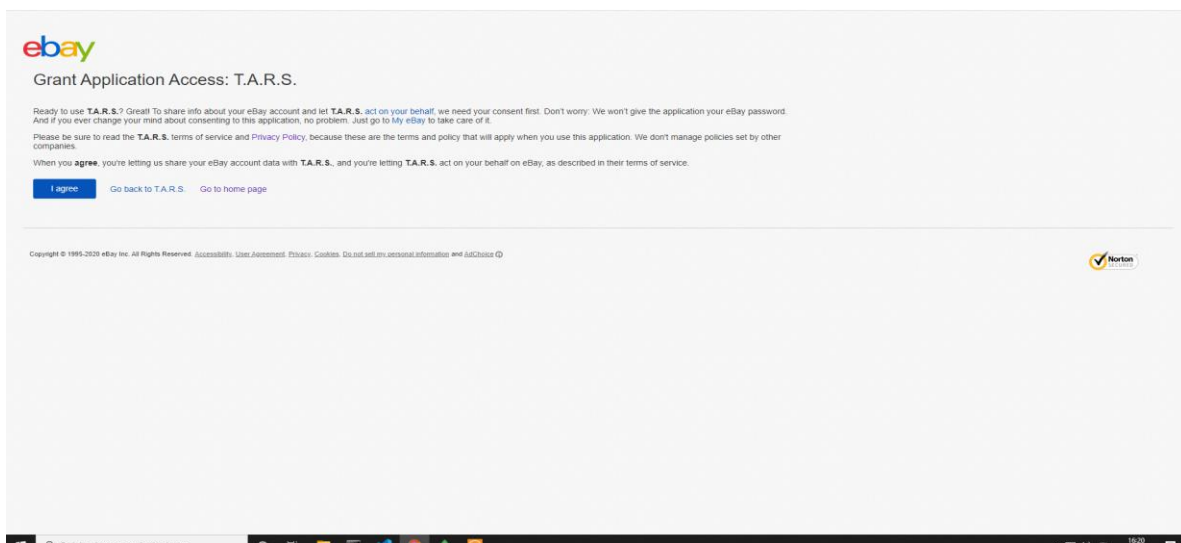 ebay
Grant Application Access: T.A.R.S.
Ready to use T.A.R.S.? Great! To share info about your eBay account and let T.A.R.S. act on your behalf, we need your consent first. Don't worry: We won't give the application your eBay password.
And if you ever change your mind about consenting to this application, no problem. Just go to My eBay to take care of it.
Please be sure to read the T.A.R.S. terms of service and Privacy Policy, because these are the terms and policy that will apply when you use this application. We don't manage policies set by other
companies.
When you agree, you're letting us share your eBay account data with T.A.R.S., and you're letting T.A.R.S. act on your behalf on eBay, as described in their terms of service.
I agree Go back to T.A.R.S. Go to home page
Copyright © 1995-2020 eBay Inc. All Rights Reserved. Accessibility, User Agreement, Privacy, Cookies, Do not sell my personal information and AdChoice
Norton
SECURED
16:20